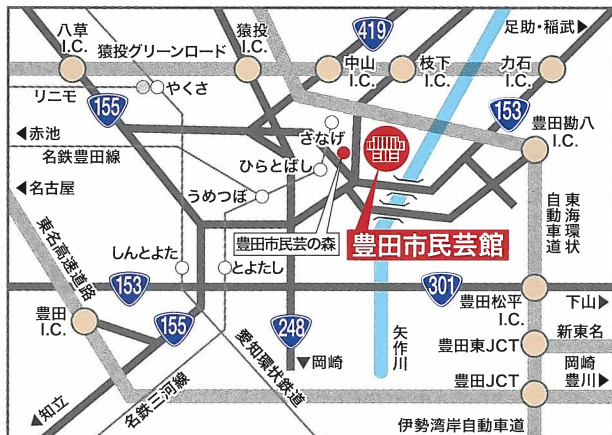 八草
I.C.
猿投グリーンロード
猿投
I.C.
419
中山
I.C.
枝下
I.C.
力石
I.C.
足助・稲武▶
リニモ
やくさ
155
153
◀赤池
名鉄豊田線
さなげ
ひらとばし
豊田勘八
I.C.
◀名古屋
うめつぼ
豊田市民芸の森
豊田市民芸館
東海環状
自動車道
東名高速道路
しんとよた
とよたし
153
301
豊田松平
I.C.
下山▶
豊田
I.C.
155
248
愛知環状鉄道
▼岡崎
矢作川
豊田東JCT
新東名
豊田JCT
岡崎
豊川▶
◀知立
名鉄三河線
伊勢湾岸自動車道